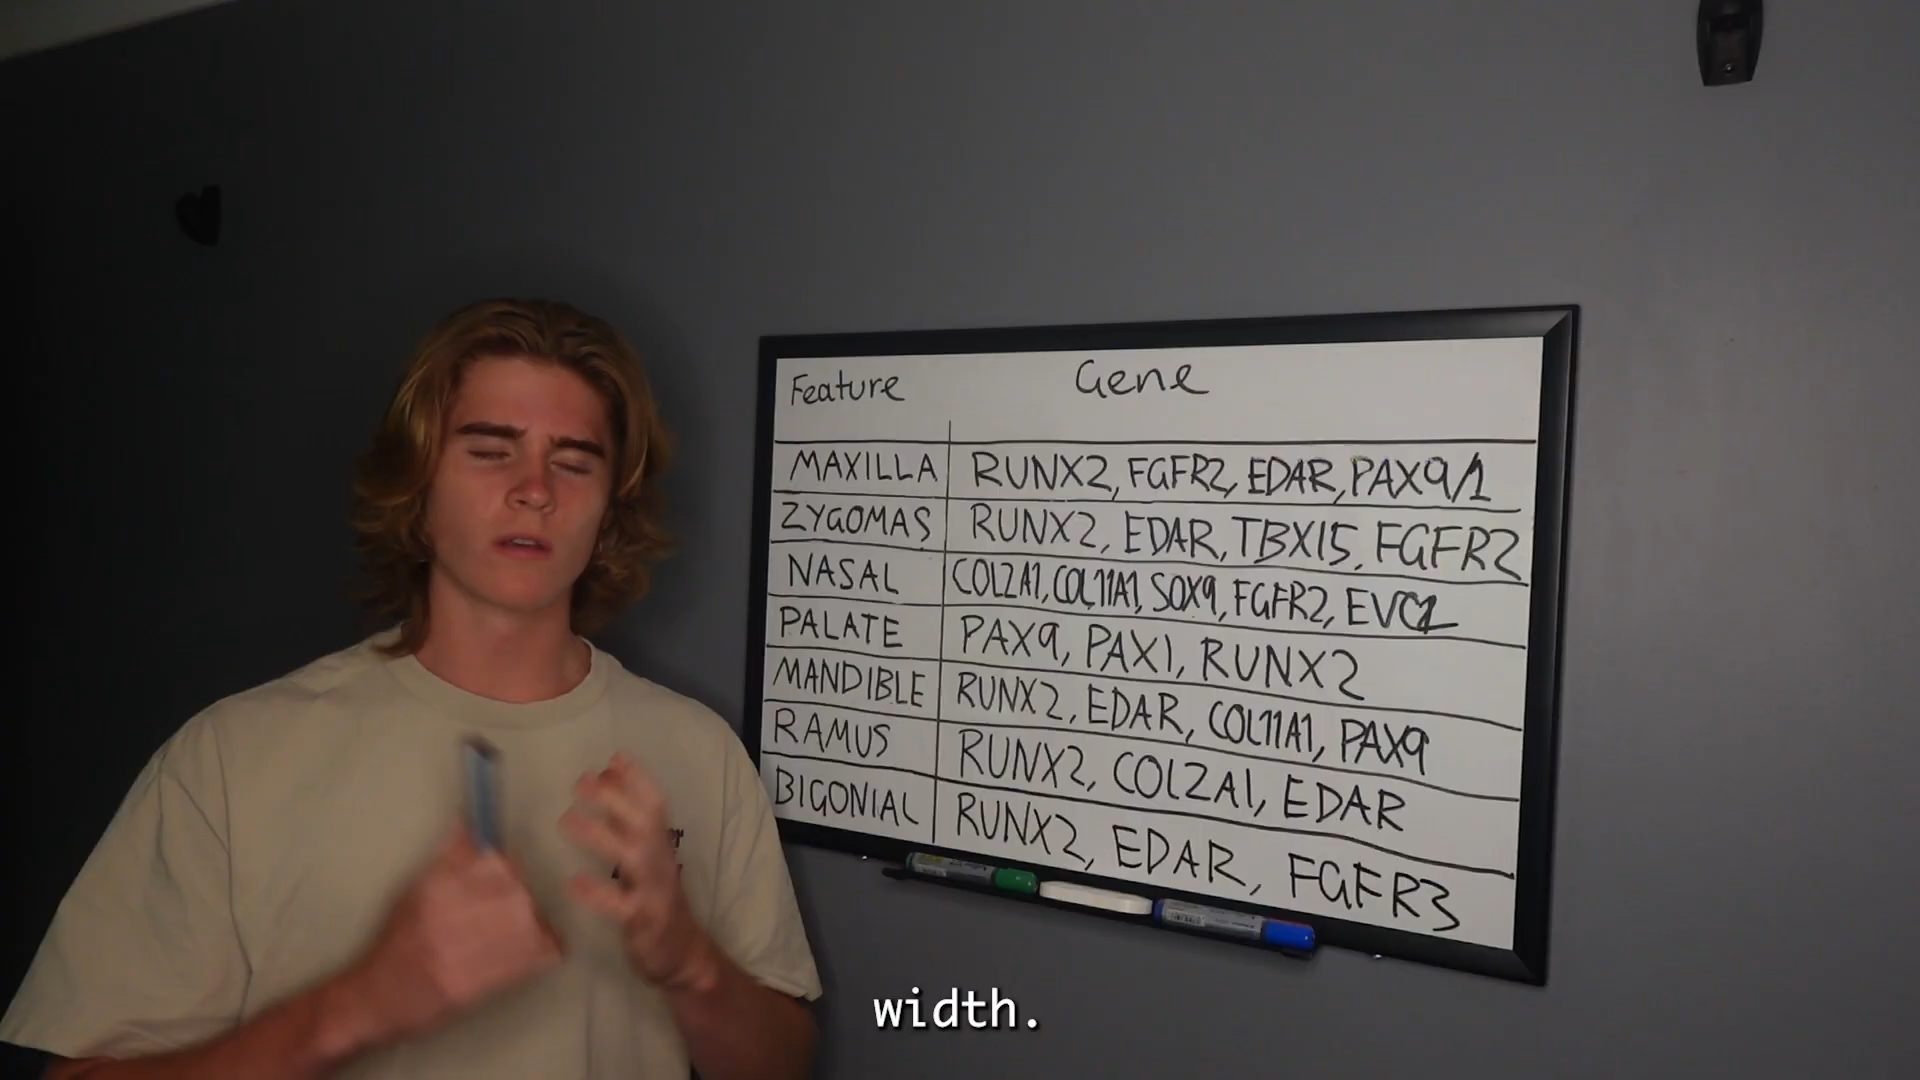 Feature Gene
MAXILLA RUNX2, FGFR2, EDAR, PAX9/1
ZYGOMAS RUNX2, EDAR, TBX15, FGFR2
NASAL COL2A1, COL11A1, SOX9, FGFR2, EVC2
PALATE PAX9, PAX1, RUNX2
MANDIBLE RUNX2, EDAR, COL11A1, PAX9
RAMUS RUNX2, COL2A1, EDAR
BIGONIAL RUNX2, EDAR, FGFR3
width.